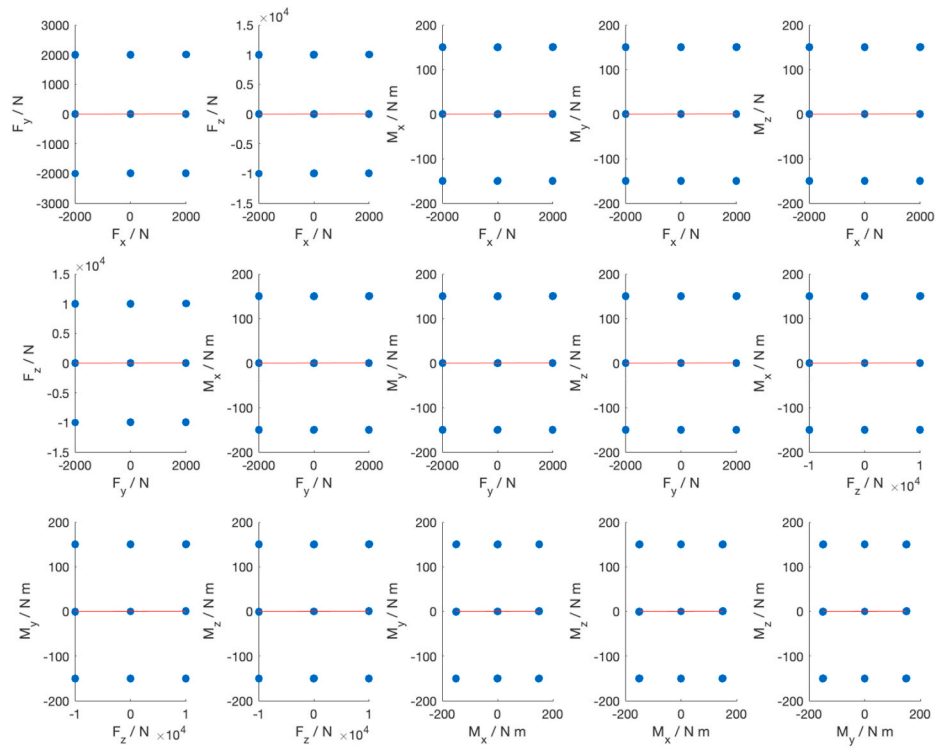 3000
2000
1000
0
-1000
-2000
-3000
F_y / N
-2000 0 2000
F_x / N
×10^4
1.5
1
0.5
0
-0.5
-1
-1.5
F_z / N
-2000 0 2000
F_x / N
200
100
0
-100
-200
M_x / N m
-2000 0 2000
F_x / N
200
100
0
-100
-200
M_y / N m
-2000 0 2000
F_x / N
200
100
0
-100
-200
M_z / N
-2000 0 2000
F_x / N
×10^4
1.5
1
0.5
0
-0.5
-1
-1.5
F_z / N
-2000 0 2000
F_y / N
200
100
0
-100
-200
M_x / N m
-2000 0 2000
F_y / N
200
100
0
-100
-200
M_y / N m
-2000 0 2000
F_y / N
200
100
0
-100
-200
M_z / N m
-2000 0 2000
F_y / N
200
100
0
-100
-200
M_x / N m
-1 0 1
F_z / N ×10^4
200
100
0
-100
-200
M_y / N m
-1 0 1
F_z / N ×10^4
200
100
0
-100
-200
M_z / N m
-1 0 1
F_z / N ×10^4
200
100
0
-100
-200
M_y / N m
-200 0 200
M_x / N m
200
100
0
-100
-200
M_z / N m
-200 0 200
M_x / N m
200
100
0
-100
-200
M_z / N m
-200 0 200
M_y / N m